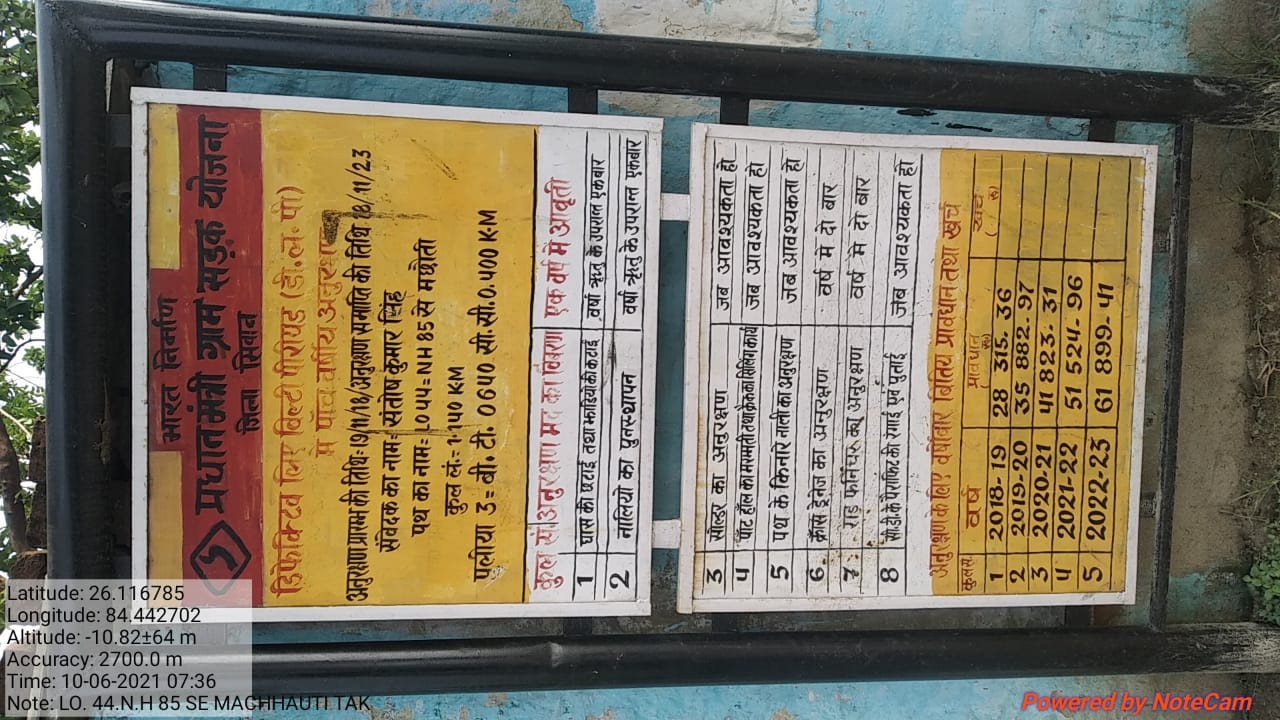 भारत निर्माण
प्रधानमंत्री ग्राम सड़क योजना
जिला सिवान
डिफेक्टिव लिए बिल्टी पीरियड (डी.ल. पी)
में पाँच वर्षीय अनुरक्षण
अनुरक्षण प्रारम्भ की तिथि:-19/11/18, अनुरक्षण समाप्ति की तिथि 18/11/23
संवेदक का नाम= संतोष कुमार सिंह
पथ का नाम= L0 44= NH 85 से मछौती
कुल लं.= 1.140 KM
पुलीया 3= बी. टी. 0.640 सी. सी. 0.400 KM
कुल सं. अनुरक्षण मद का विवरण एक वर्ष में आवृती
1 घास की छटाई तथा झाड़ियों की कटाई वर्षा ऋतु के उपरान्त एकबार
2 नालियो का पुनस्थापन वर्षा ऋतु के उपरान्त एकबार
3 सोल्डर का अनुरक्षण जब आवश्यकता हो
4 पॉट हॉल का मरम्मती तथा क्रेक का सिलिंग कार्य जब आवश्यकता हो
5 पथ के किनारे नाली का अनुरक्षण जब आवश्यकता हो
6. क्रॉस ड्रेनेज का अनुरक्षण वर्ष मे दो बार
7. रोड फर्निचर का अनुरक्षण वर्ष मे दो बार
8 सी.डी. के पैरापिट की रंगाई एवं पुताई जब आवश्यकता हो
अनुरक्षण के लिए वर्षवार वित्तिय प्रावधान तथा खर्च
कुल सं. वर्ष प्रावधान (रु) खर्च (रु)
1 2018-19 28 315. 36
2 2019-20 35 882. 97
3 2020-21 41 823. 31
4 2021-22 51 524. 96
5 2022-23 61 899-41
Latitude: 26.116785
Longitude: 84.442702
Altitude: -10.82±64 m
Accuracy: 2700.0 m
Time: 10-06-2021 07:36
Note: LO. 44.N.H 85 SE MACHHAUTI TAK
Powered by NoteCam